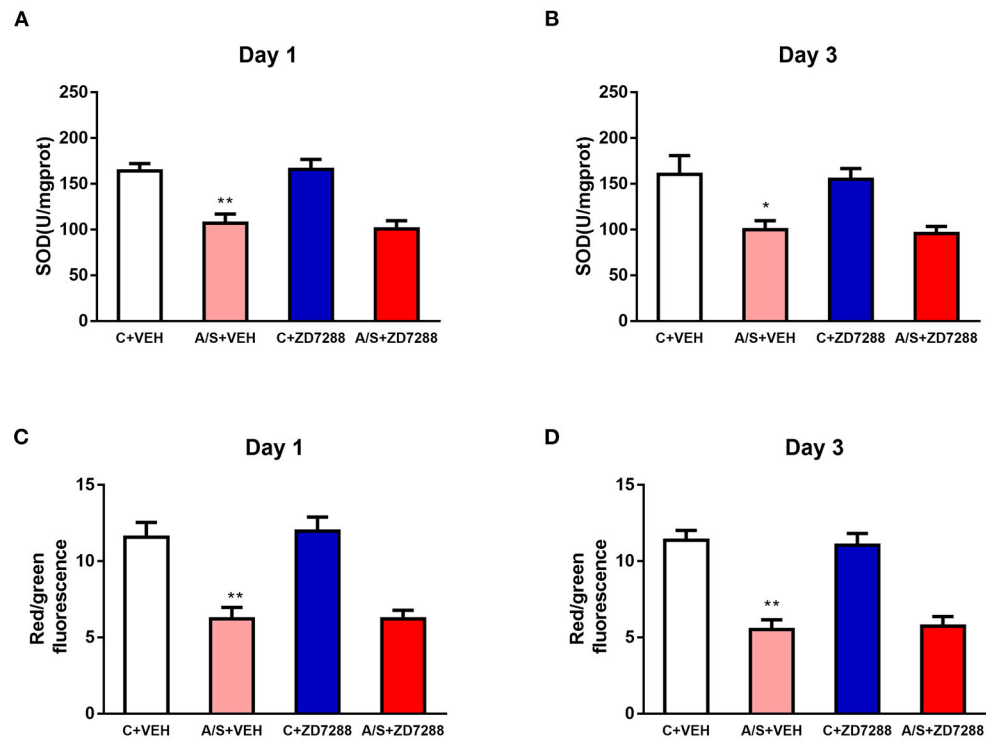 A
Day 1
SOD(U/mgprot)
250
200
150
100
50
0
**
C+VEH
A/S+VEH
C+ZD7288
A/S+ZD7288
B
Day 3
SOD(U/mgprot)
250
200
150
100
50
0
*
C+VEH
A/S+VEH
C+ZD7288
A/S+ZD7288
C
Day 1
Red/green
fluorescence
15
10
5
0
**
C+VEH
A/S+VEH
C+ZD7288
A/S+ZD7288
D
Day 3
Red/green
fluorescence
15
10
5
0
**
C+VEH
A/S+VEH
C+ZD7288
A/S+ZD7288